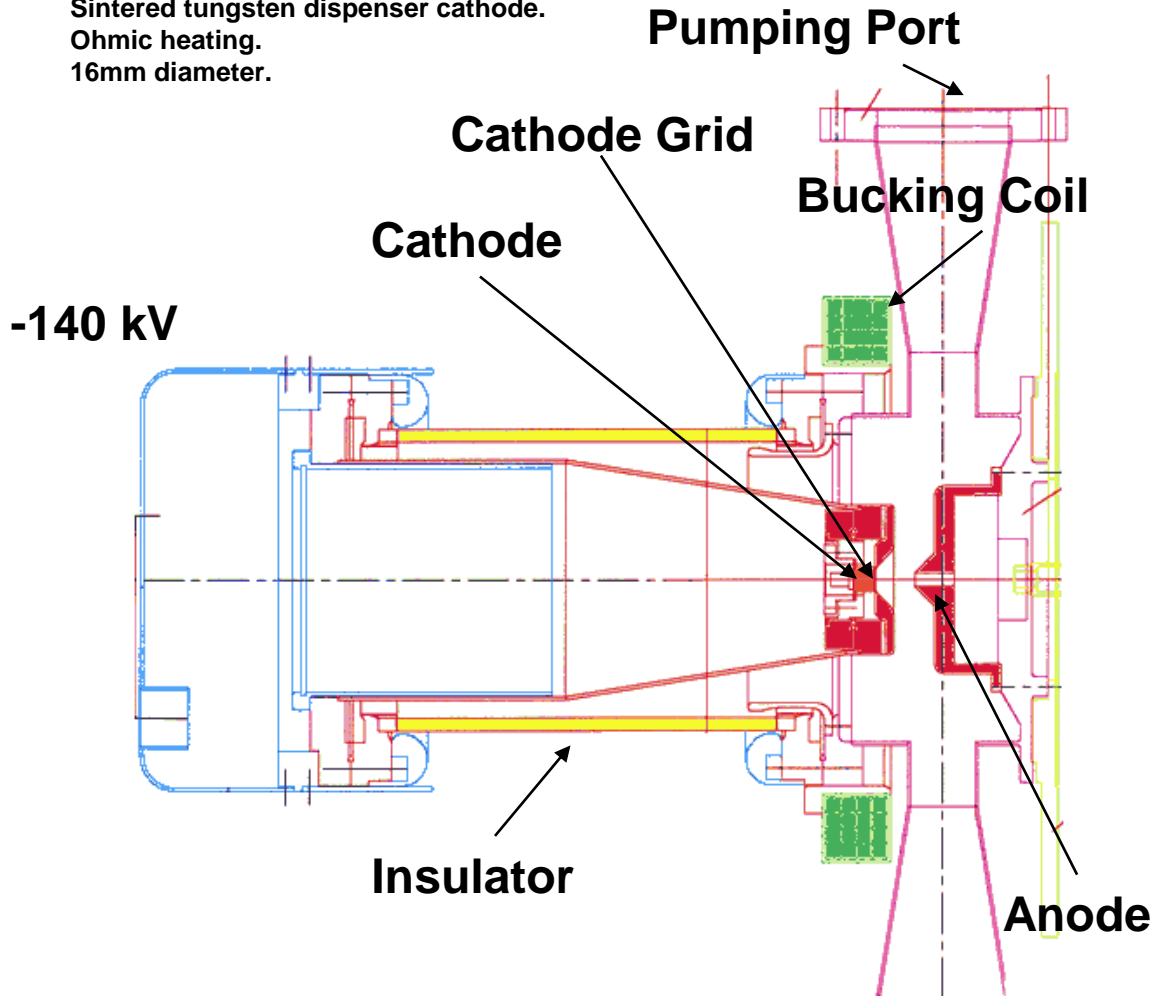 Sintered tungsten dispenser cathode.
Ohmic heating.
16mm diameter.
Pumping Port
Cathode Grid
Bucking Coil
Cathode
-140 kV
Insulator
Anode